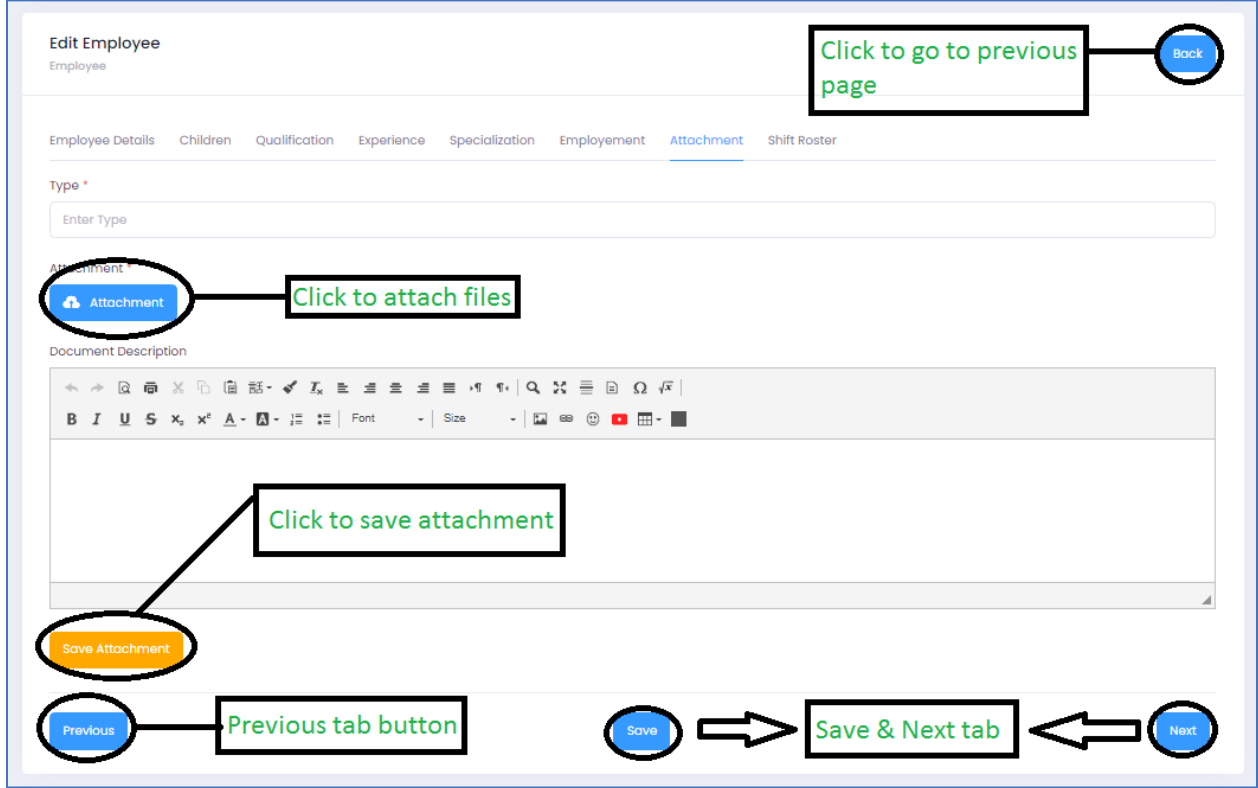 Edit Employee
Employee
Click to go to previous
page
Back
Employee Details Children Qualification Experience Specialization Employement Attachment Shift Roster
Type *
Enter Type
Attachment *
Attachment
Click to attach files
Document Description
Font Size
Click to save attachment
Save Attachment
Previous
Previous tab button
Save
Save & Next tab
Next